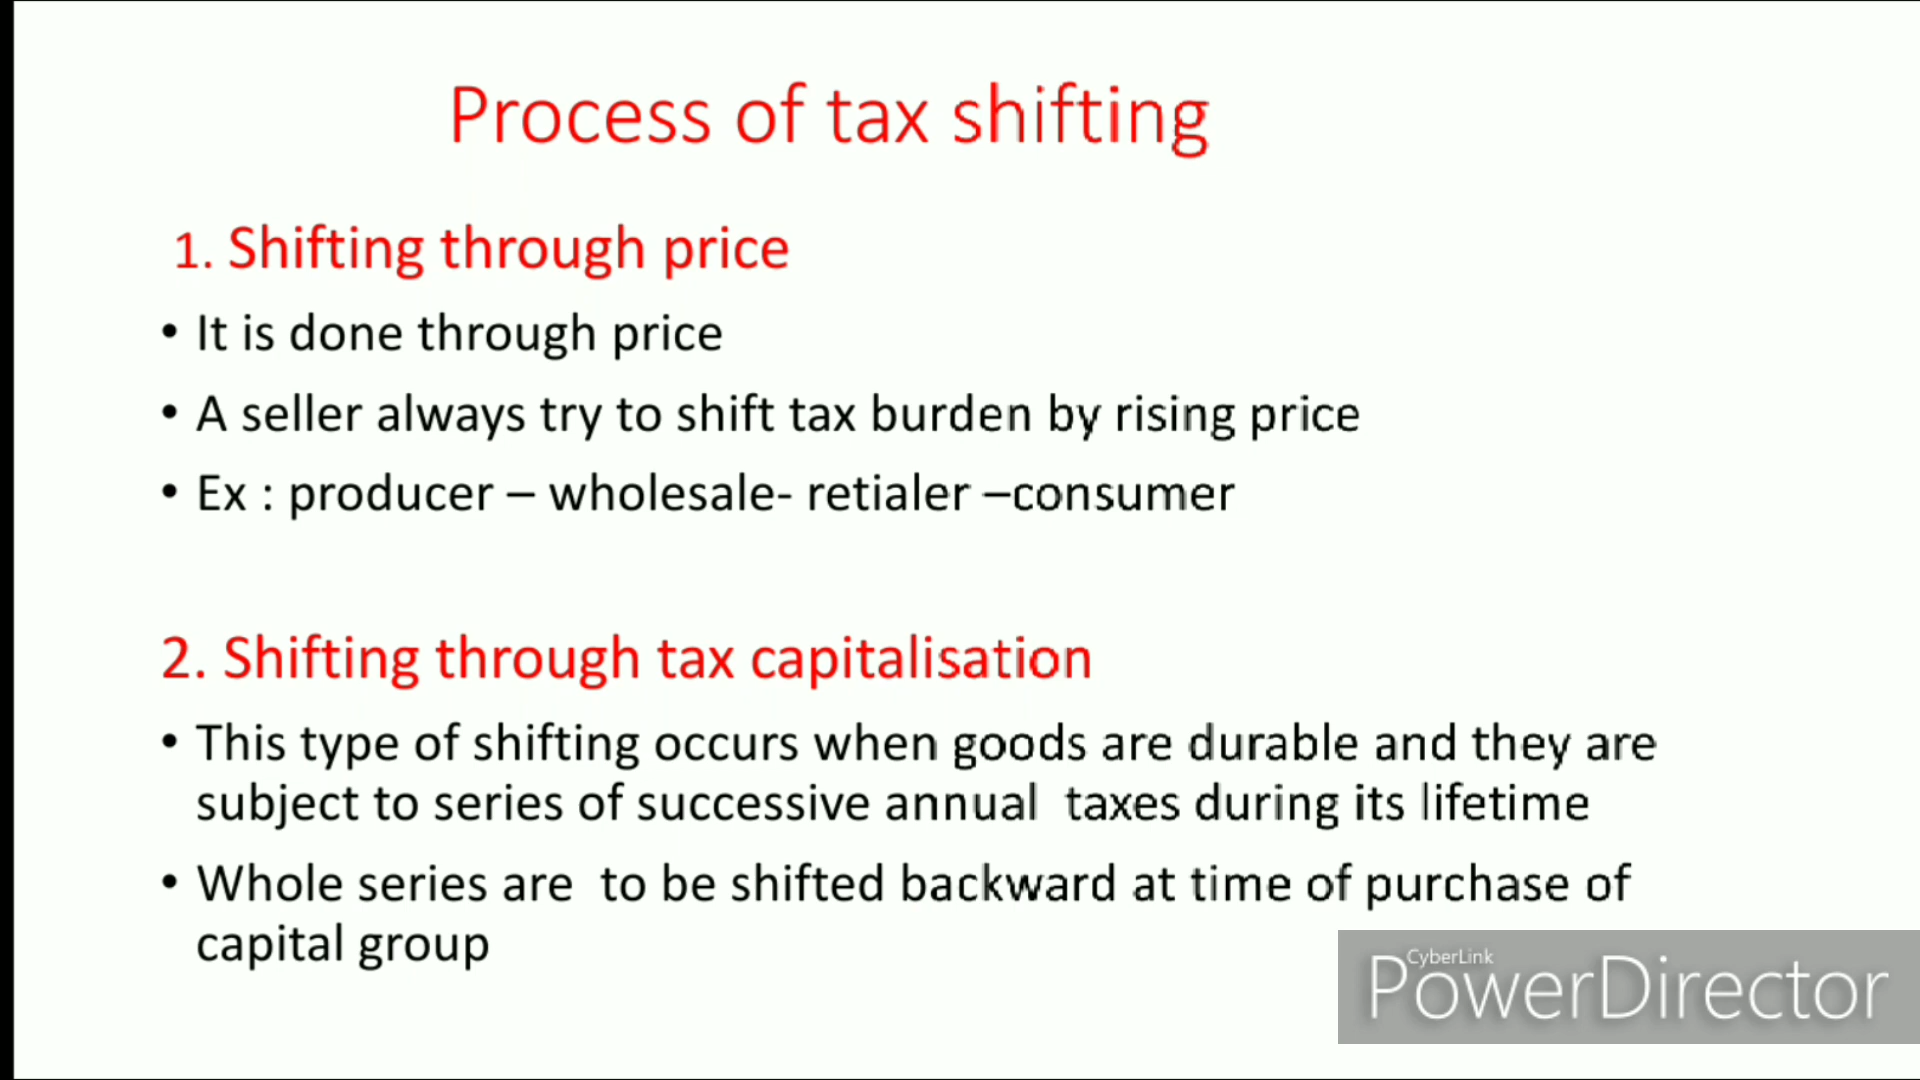 Process of tax shifting
1. Shifting through price
• It is done through price
• A seller always try to shift tax burden by rising price
• Ex : producer – wholesale- retialer –consumer
2. Shifting through tax capitalisation
• This type of shifting occurs when goods are durable and they are
subject to series of successive annual  taxes during its lifetime
• Whole series are  to be shifted backward at time of purchase of
capital group
CyberLink
PowerDirector